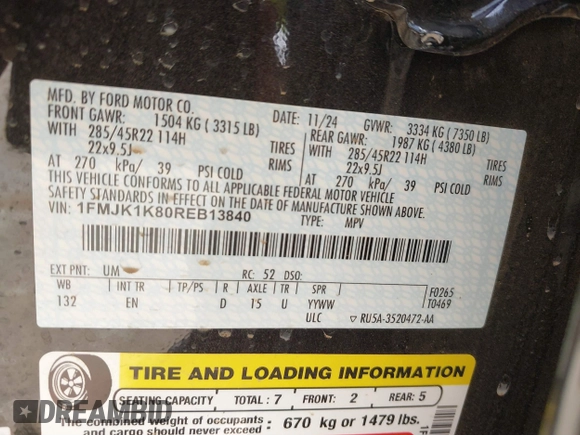 MFD. BY FORD MOTOR CO.
DATE: 11/24 GVWR: 3334 KG (7350 LB)
FRONT GAWR: 1504 KG (3315 LB) REAR GAWR: 1987 KG (4380 LB)
WITH 285/45R22 114H TIRES WITH 285/45R22 114H TIRES
22x9.5J RIMS 22x9.5J RIMS
AT 270 kPa/ 39 PSI COLD AT 270 kPa/ 39 PSI COLD
THIS VEHICLE CONFORMS TO ALL APPLICABLE FEDERAL MOTOR VEHICLE
SAFETY STANDARDS IN EFFECT ON THE DATE OF MANUFACTURE SHOWN ABOVE.
VIN: 1FMJK1K80REB13840
TYPE: MPV
EXT PNT: UM RC: 52 DSO:
WB INT TR TP/PS R AXLE TR SPR F0265
132 E D 15 U YYWW T0469
ULC ▽ RU5A-3520472-AA
TIRE AND LOADING INFORMATION
SEATING CAPACITY TOTAL: 7 FRONT: 2 REAR: 5
The combined weight of occupants
and cargo should never exceed: 670 kg or 1479 lbs.
DREAMBID